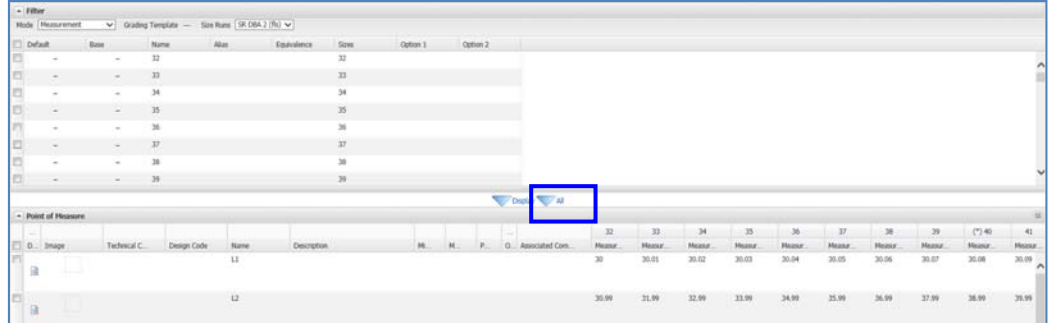 Filter
Mode Measurement Grading Template — Size Runs SR DBA 2 (fls)
Default Base Name Alias Equivalence Sizes Option 1 Option 2
– – 32 32
– – 33 33
– – 34 34
– – 35 35
– – 36 36
– – 37 37
– – 38 38
– – 39 39
Display All
Point of Measure
... ... 32 33 34 35 36 37 38 39 (*) 40 41
D... Image Technical C... Design Code Name Description Mi... M... P... O... Associated Com... Measur... Measur... Measur... Measur... Measur... Measur... Measur... Measur... Measur... Measur...
L1 30 30.01 30.02 30.03 30.04 30.05 30.06 30.07 30.08 30.09
L2 30.99 31.99 32.99 33.99 34.99 35.99 36.99 37.99 38.99 39.99